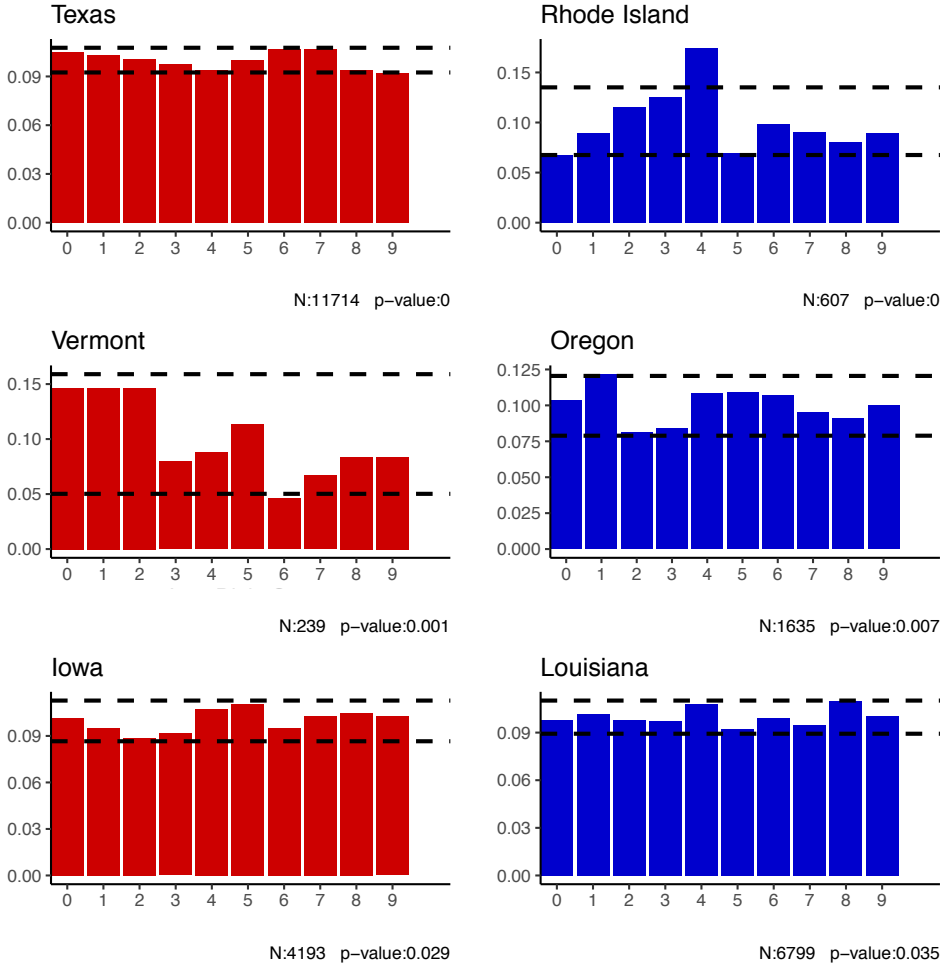 Texas
0.09
0.06
0.03
0.00
0 1 2 3 4 5 6 7 8 9
N:11714 p−value:0
Rhode Island
0.15
0.10
0.05
0.00
0 1 2 3 4 5 6 7 8 9
N:607 p−value:0
Vermont
0.15
0.10
0.05
0.00
0 1 2 3 4 5 6 7 8 9
N:239 p−value:0.001
Oregon
0.125
0.100
0.075
0.050
0.025
0.000
0 1 2 3 4 5 6 7 8 9
N:1635 p−value:0.007
Iowa
0.09
0.06
0.03
0.00
0 1 2 3 4 5 6 7 8 9
N:4193 p−value:0.029
Louisiana
0.09
0.06
0.03
0.00
0 1 2 3 4 5 6 7 8 9
N:6799 p−value:0.035